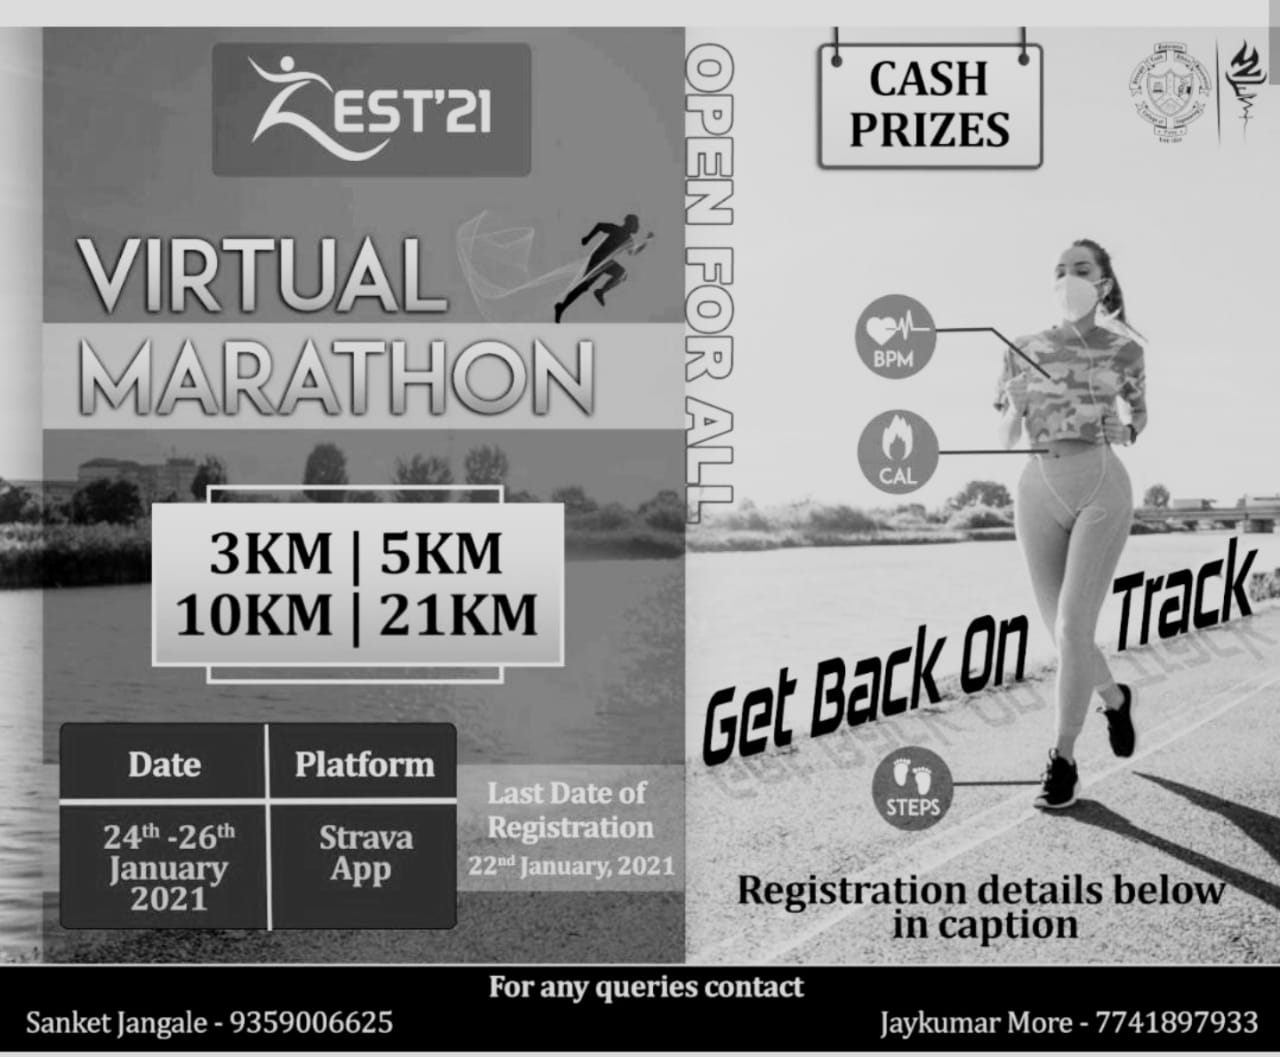 ZEST'21
VIRTUAL
MARATHON
3KM | 5KM
10KM | 21KM
Date
Platform
24th -26th
January
2021
Strava
App
Last Date of
Registration
22nd January, 2021
OPEN FOR ALL
CASH
PRIZES
BPM
CAL
Get Back On Track
STEPS
Registration details below
in caption
For any queries contact
Sanket Jangale - 9359006625
Jaykumar More - 7741897933